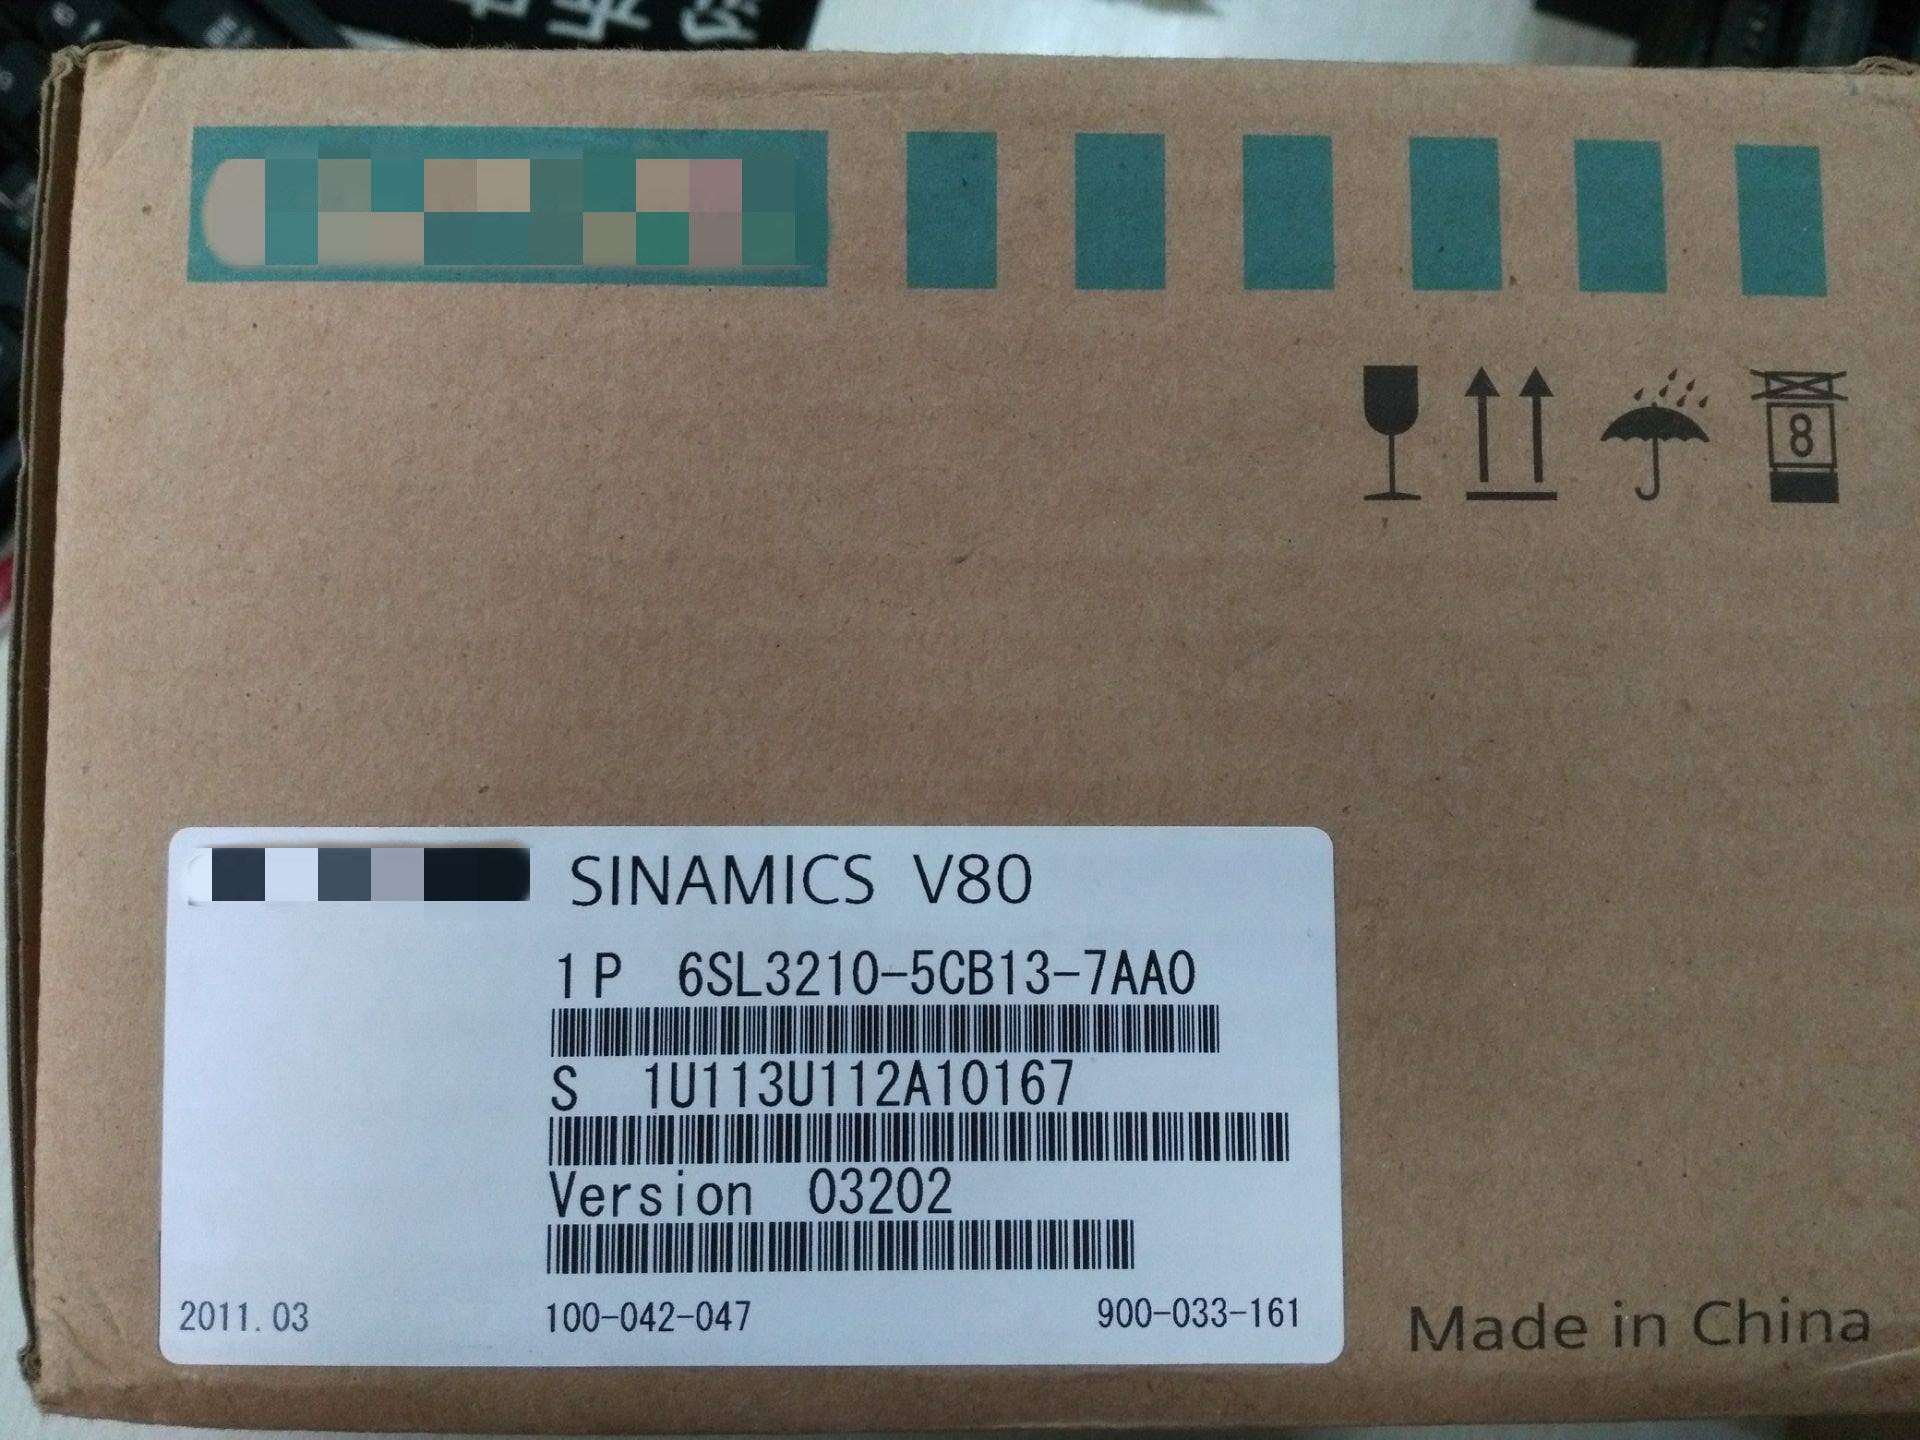 8
SINAMICS V80
1P 6SL3210-5CB13-7AA0
S 1U113U112A10167
Version 03202
2011.03 100-042-047 900-033-161
Made in China